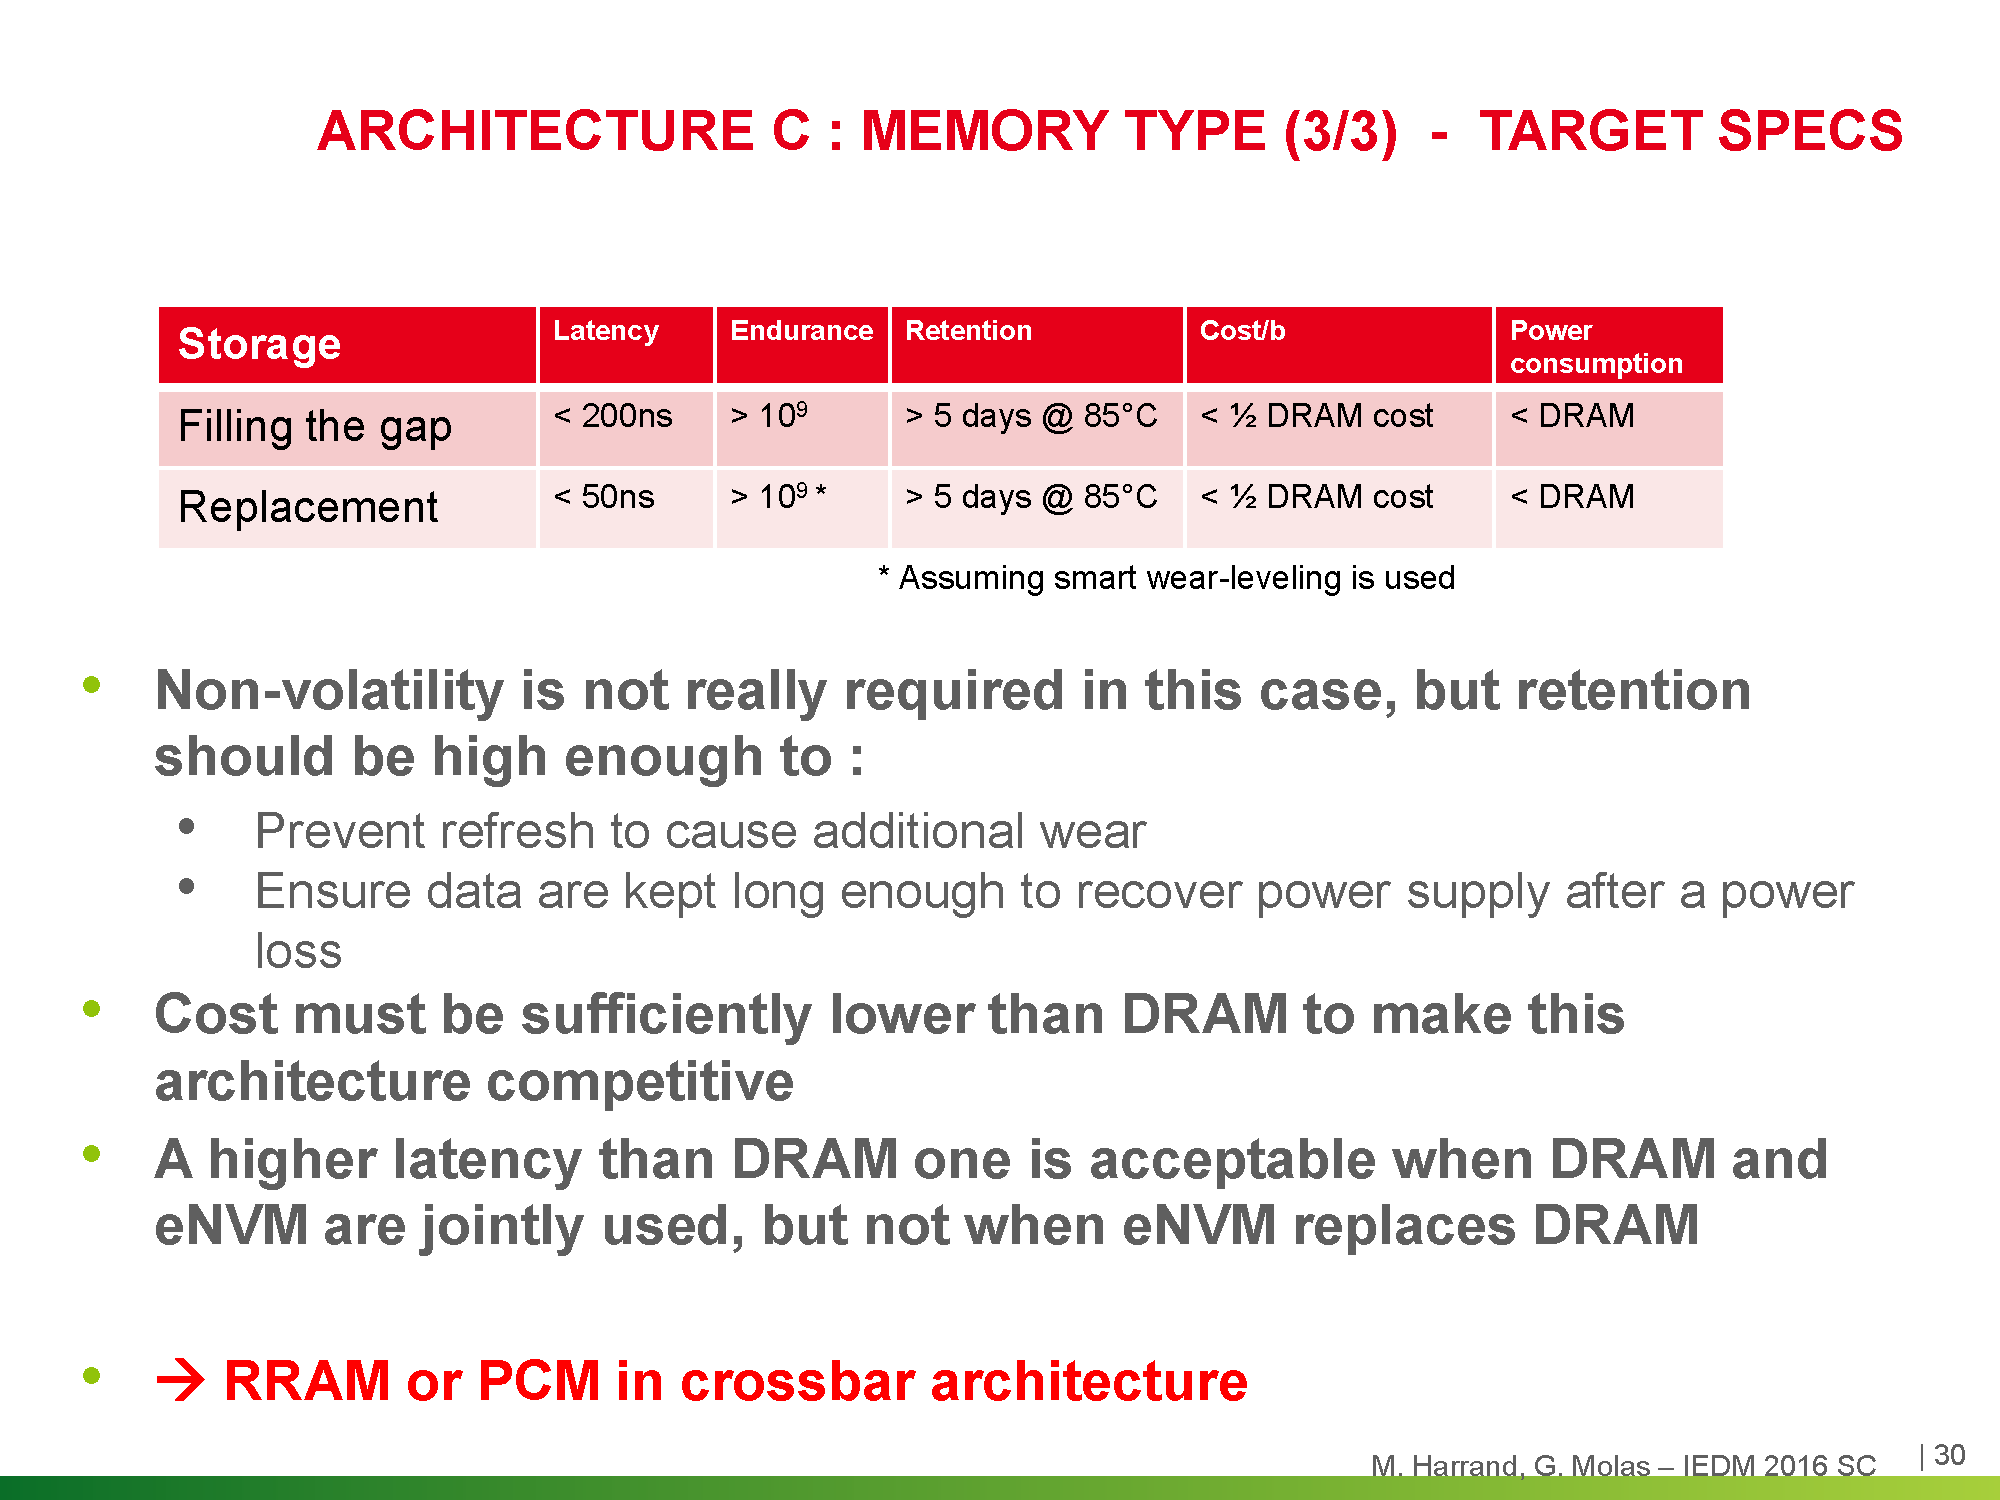 ARCHITECTURE C : MEMORY TYPE (3/3) - TARGET SPECS
Storage Latency Endurance Retention Cost/b Power consumption
Filling the gap < 200ns > 10⁹ > 5 days @ 85°C < ½ DRAM cost < DRAM
Replacement < 50ns > 10⁹ * > 5 days @ 85°C < ½ DRAM cost < DRAM
* Assuming smart wear-leveling is used
• Non-volatility is not really required in this case, but retention
should be high enough to :
• Prevent refresh to cause additional wear
• Ensure data are kept long enough to recover power supply after a power
loss
• Cost must be sufficiently lower than DRAM to make this
architecture competitive
• A higher latency than DRAM one is acceptable when DRAM and
eNVM are jointly used, but not when eNVM replaces DRAM
• → RRAM or PCM in crossbar architecture
M. Harrand, G. Molas – IEDM 2016 SC
| 30